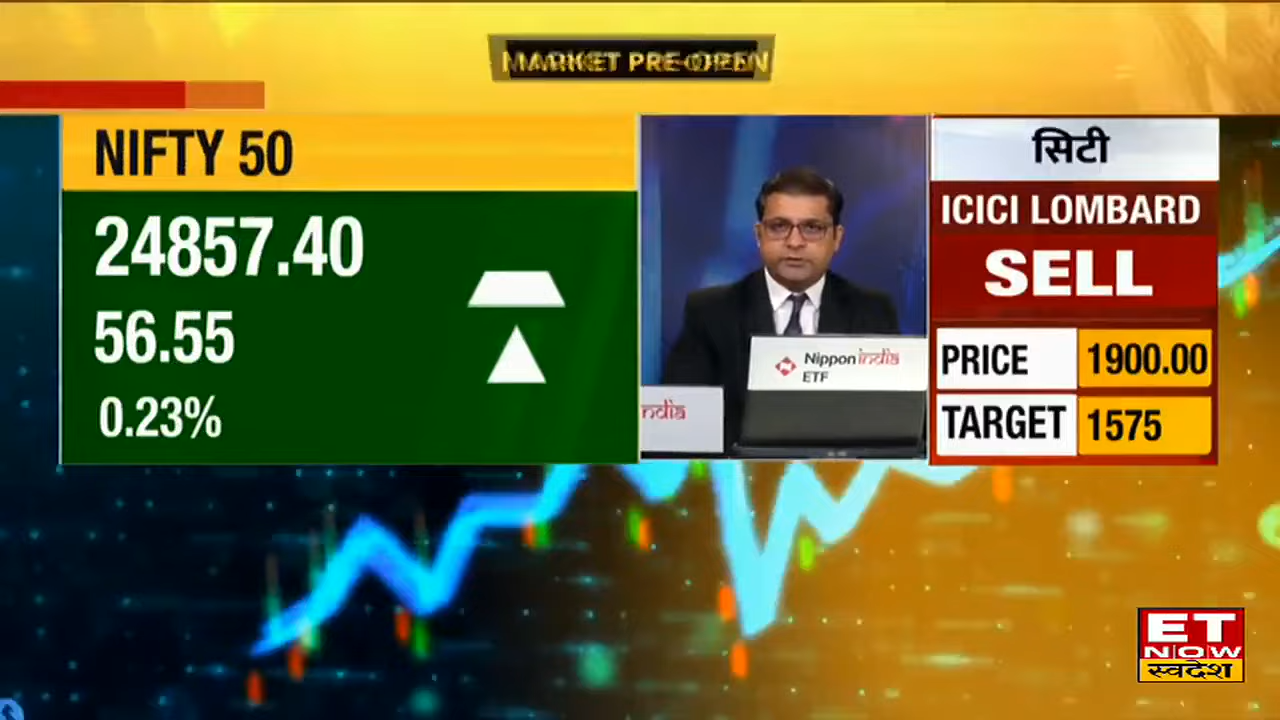 MARKET PRE-OPEN
NIFTY 50
24857.40
56.55
0.23%
Nippon india
ETF
ndia
सिटी
ICICI LOMBARD
SELL
PRICE 1900.00
TARGET 1575
ET
NOW
स्वदेश